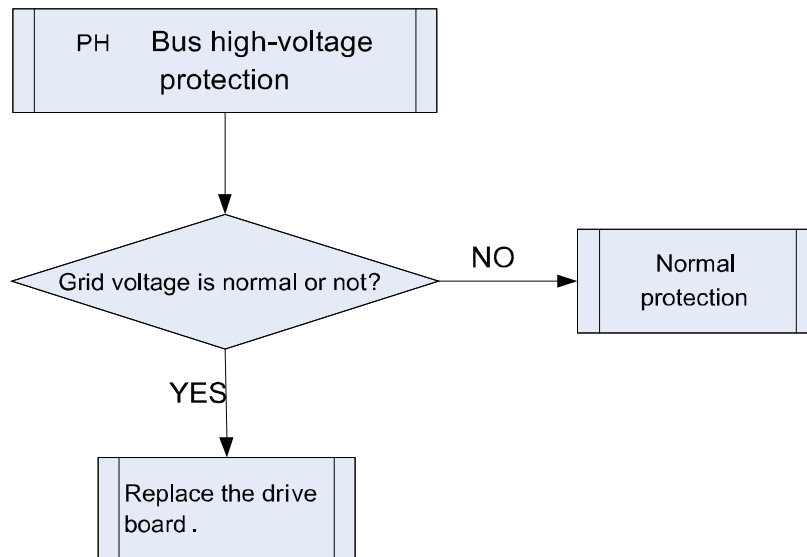 PH Bus high-voltage
protection
Grid voltage is normal or not?
NO
Normal
protection
YES
Replace the drive
board.